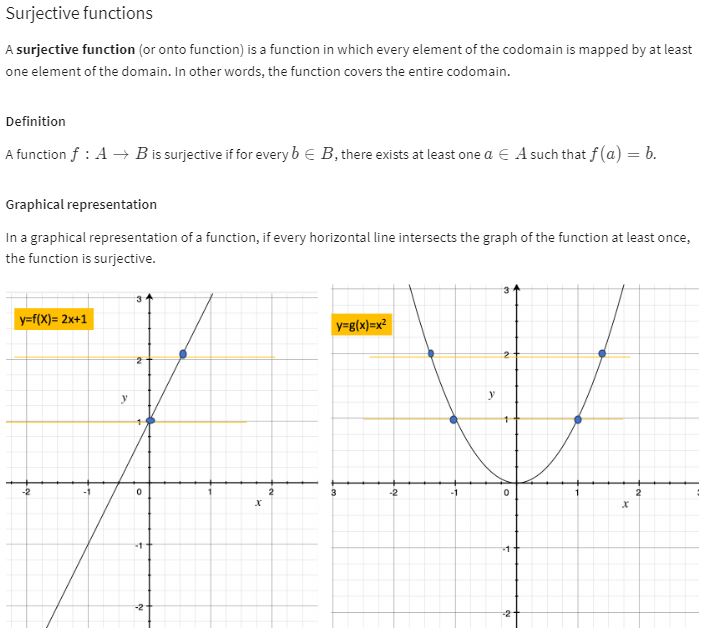 Surjective functions
A surjective function (or onto function) is a function in which every element of the codomain is mapped by at least
one element of the domain. In other words, the function covers the entire codomain.
Definition
A function f : A → B is surjective if for every b ∈ B, there exists at least one a ∈ A such that f(a) = b.
Graphical representation
In a graphical representation of a function, if every horizontal line intersects the graph of the function at least once,
the function is surjective.
y=f(X)= 2x+1
3
2
y
1
-2 -1 0 1 2
x
-1
-2
y=g(x)=x²
3
2
y
1
3 -2 -1 0 1 2
x
-1
-2